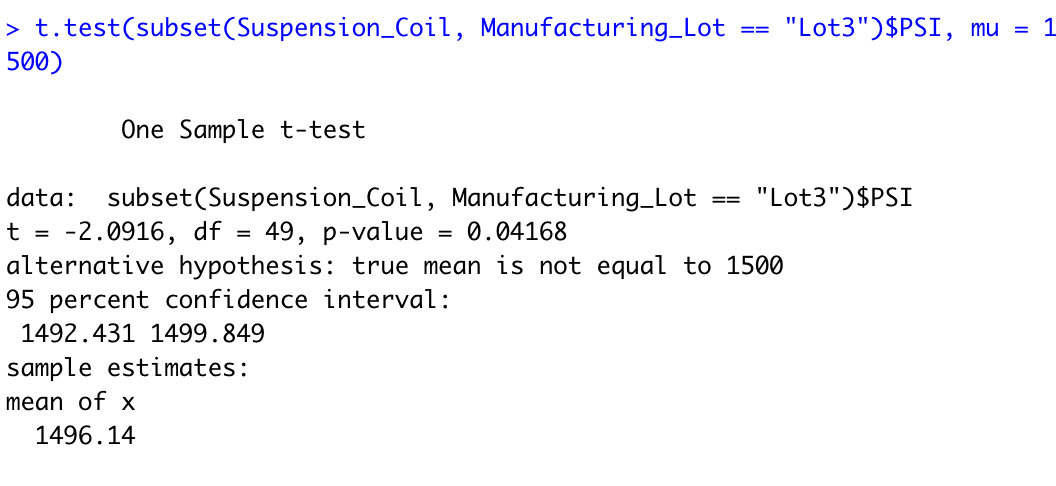 > t.test(subset(Suspension_Coil, Manufacturing_Lot == "Lot3")$PSI, mu = 1
500)
One Sample t-test
data:  subset(Suspension_Coil, Manufacturing_Lot == "Lot3")$PSI
t = -2.0916, df = 49, p-value = 0.04168
alternative hypothesis: true mean is not equal to 1500
95 percent confidence interval:
1492.431 1499.849
sample estimates:
mean of x
1496.14